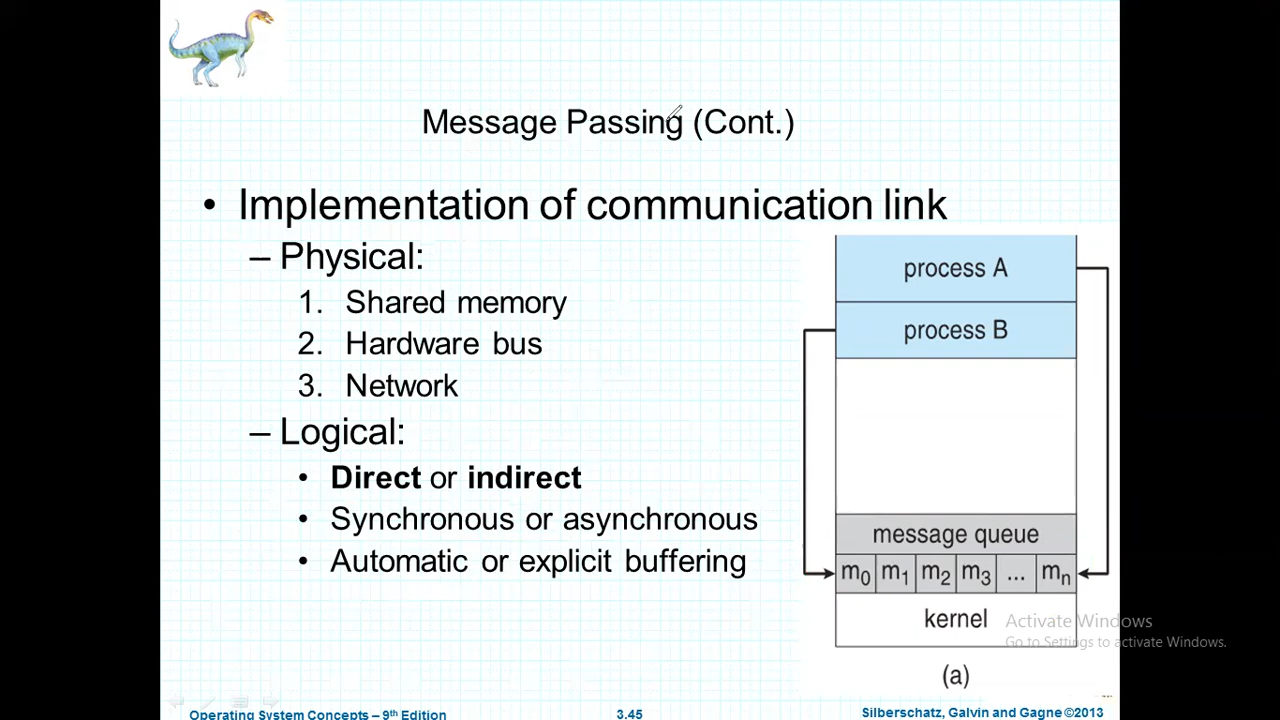 Message Passing (Cont.)
• Implementation of communication link
– Physical:
1. Shared memory
2. Hardware bus
3. Network
– Logical:
• Direct or indirect
• Synchronous or asynchronous
• Automatic or explicit buffering
process A
process B
message queue
m0 m1 m2 m3 ... mn
kernel
(a)
Activate Windows
Go to Settings to activate Windows.
Operating System Concepts – 9th Edition
3.45
Silberschatz, Galvin and Gagne ©2013